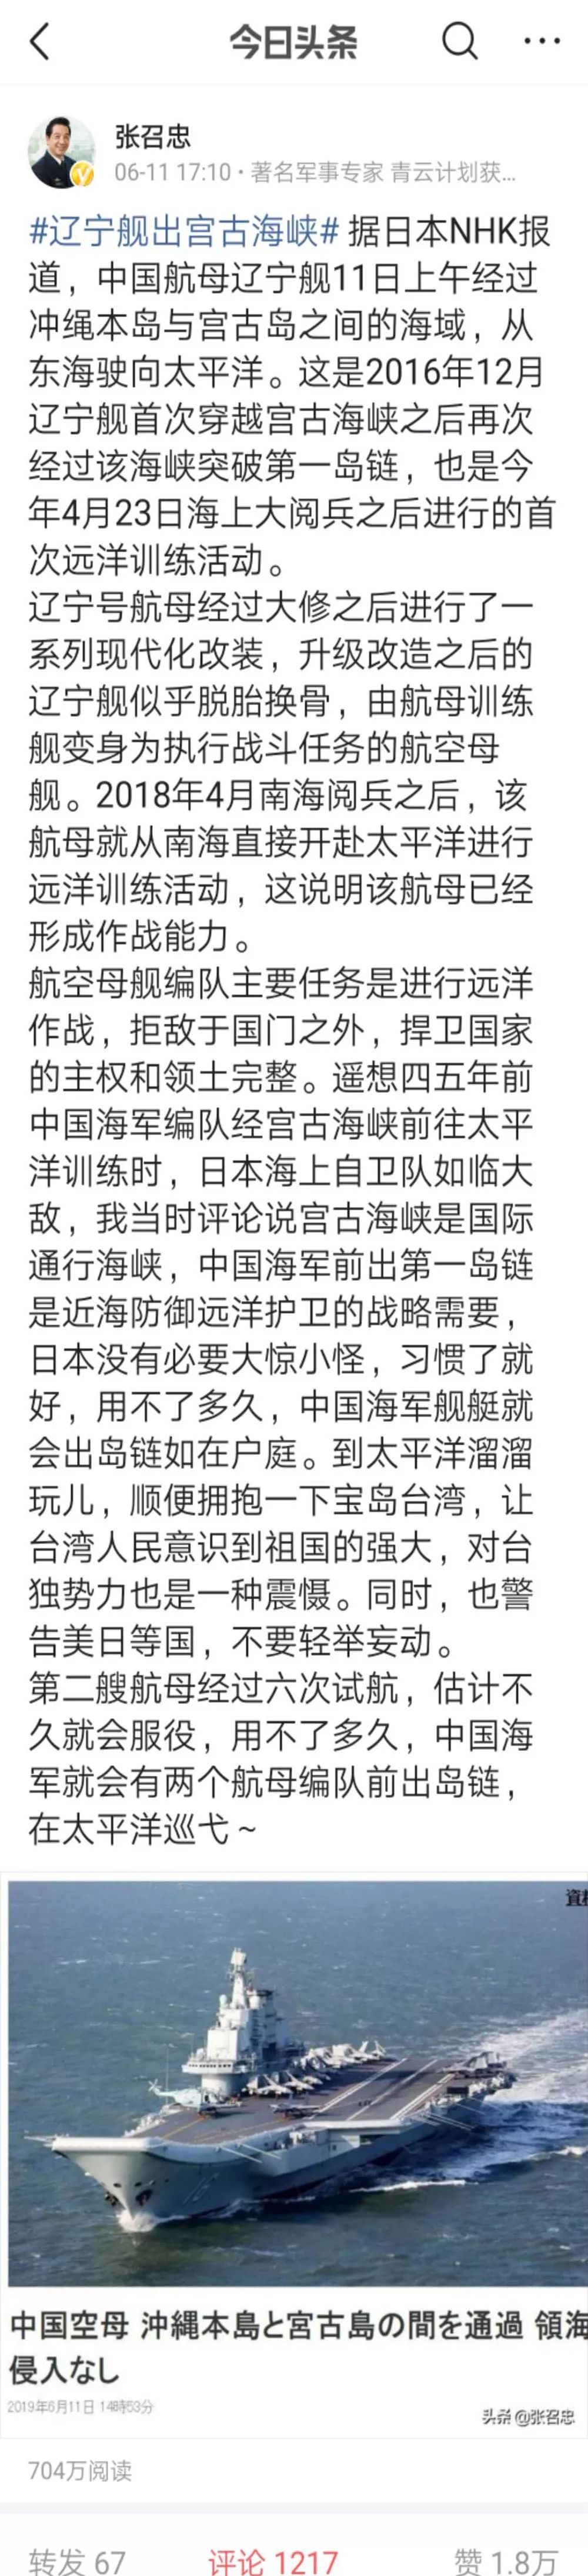 今日头条
张召忠
06-11 17:10·著名军事专家 青云计划获...
#辽宁舰出宫古海峡# 据日本NHK报
道，中国航母辽宁舰11日上午经过
冲绳本岛与宫古岛之间的海域，从
东海驶向太平洋。这是2016年12月
辽宁舰首次穿越宫古海峡之后再次
经过该海峡突破第一岛链，也是今
年4月23日海上大阅兵之后进行的首
次远洋训练活动。
辽宁号航母经过大修之后进行了一
系列现代化改装，升级改造之后的
辽宁舰似乎脱胎换骨，由航母训练
舰变身为执行战斗任务的航空母
舰。2018年4月南海阅兵之后，该
航母就从南海直接开赴太平洋进行
远洋训练活动，这说明该航母已经
形成作战能力。
航空母舰编队主要任务是进行远洋
作战，拒敌于国门之外，捍卫国家
的主权和领土完整。遥想四五年前
中国海军编队经宫古海峡前往太平
洋训练时，日本海上自卫队如临大
敌，我当时评论说宫古海峡是国际
通行海峡，中国海军前出第一岛链
是近海防御远洋护卫的战略需要，
日本没有必要大惊小怪，习惯了就
好，用不了多久，中国海军舰艇就
会出岛链如在户庭。到太平洋溜溜
玩儿，顺便拥抱一下宝岛台湾，让
台湾人民意识到祖国的强大，对台
独势力也是一种震慑。同时，也警
告美日等国，不要轻举妄动。
第二艘航母经过六次试航，估计不
久就会服役，用不了多久，中国海
军就会有两个航母编队前出岛链，
在太平洋巡弋~
資料
中国空母 沖縄本島と宮古島の間を通過 領海
侵入なし
2019年6月11日 14時53分
头条 @张召忠
704万阅读
转发 67 评论 1217 赞 1.8万